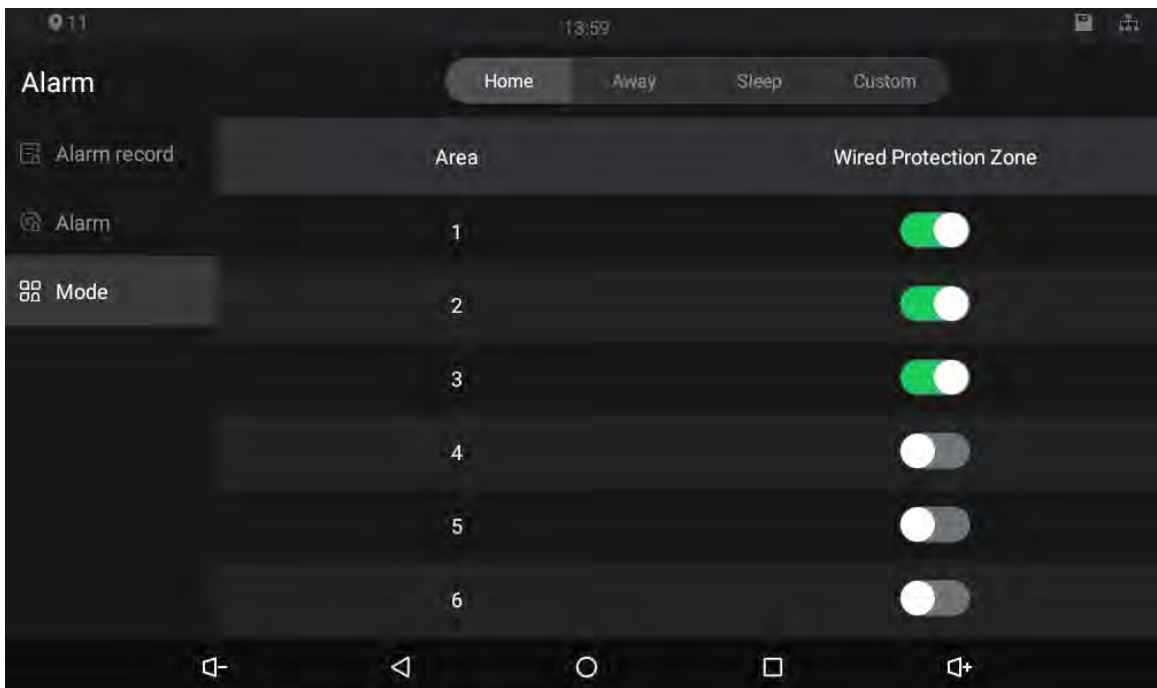 11
13:59
Alarm
Home Away Sleep Custom
Alarm record
Area Wired Protection Zone
Alarm
1
Mode
2
3
4
5
6